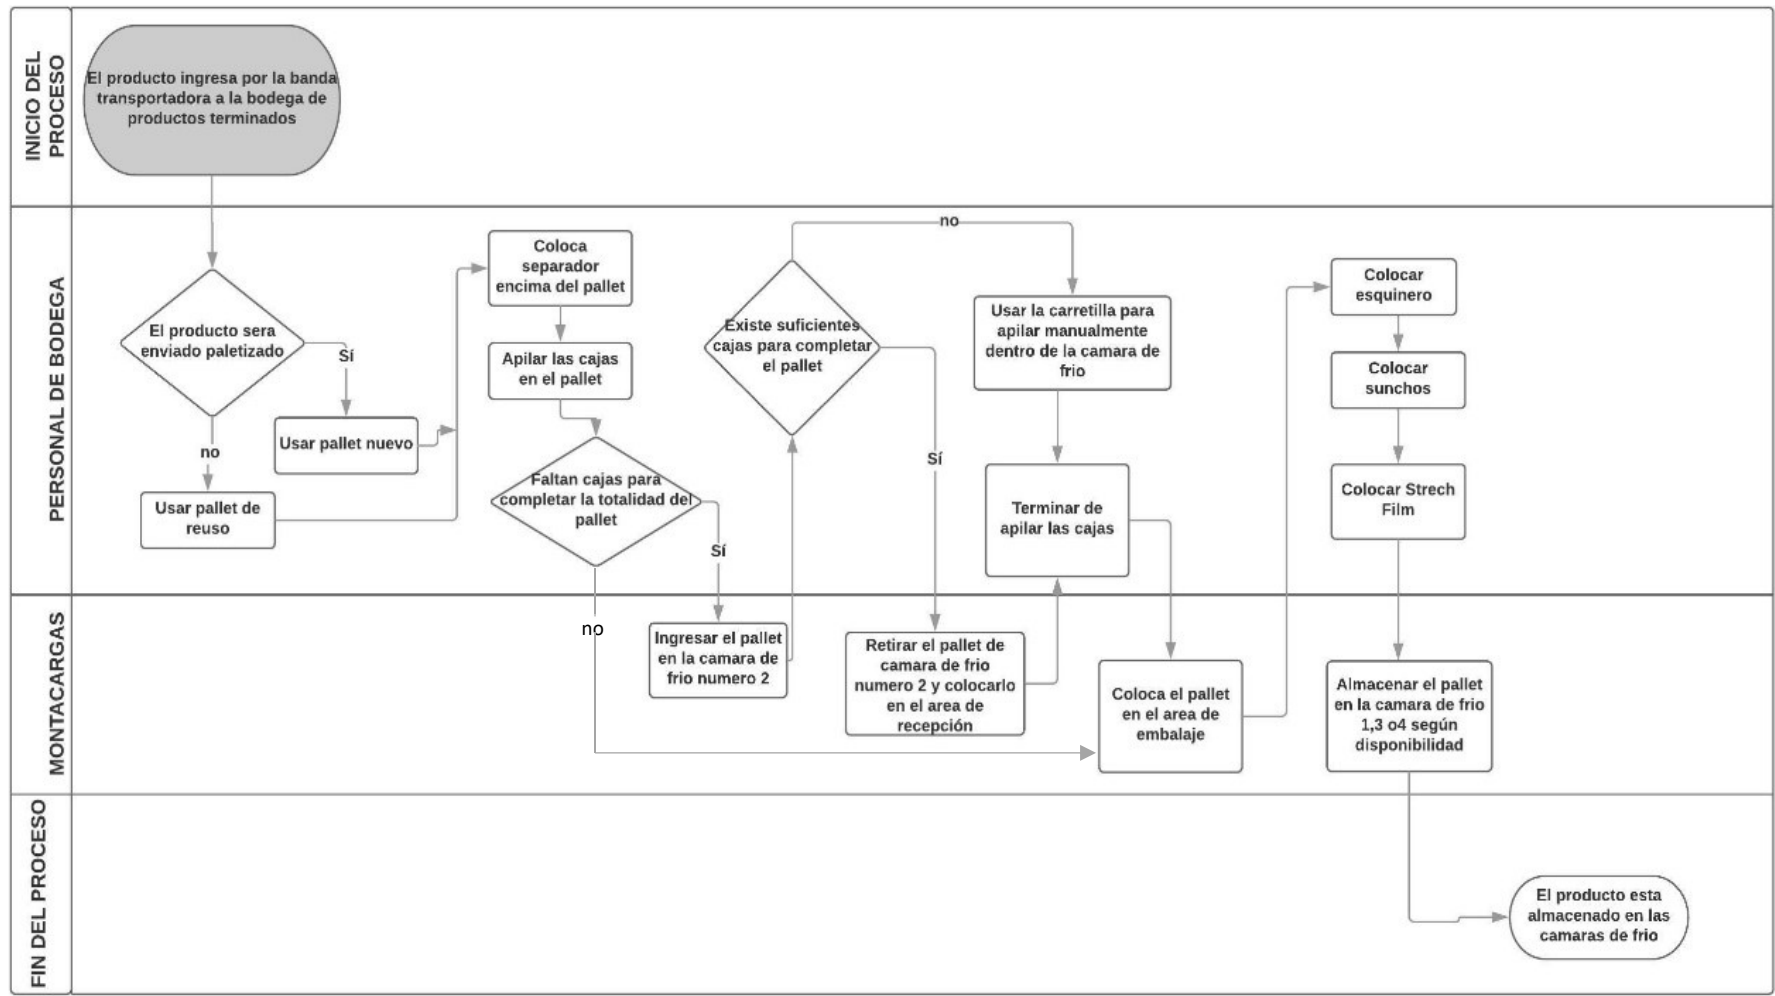 INICIO DEL
PROCESO
El producto ingresa por la banda
transportadora a la bodega de
productos terminados
PERSONAL DE BODEGA
El producto sera
enviado paletizado
Sí
no
Usar pallet nuevo
Usar pallet de
reuso
Coloca
separador
encima del pallet
Apilar las cajas
en el pallet
Faltan cajas para
completar la totalidad del
pallet
Sí
no
Existe suficientes
cajas para completar
el pallet
no
Sí
Usar la carretilla para
apilar manualmente
dentro de la camara de
frio
Terminar de
apilar las cajas
Colocar
esquinero
Colocar
sunchos
Colocar Strech
Film
MONTACARGAS
Ingresar el pallet
en la camara de
frio numero 2
Retirar el pallet de
camara de frio
numero 2 y colocarlo
en el area de
recepción
Coloca el pallet
en el area de
embalaje
Almacenar el pallet
en la camara de frio
1,3 o4 según
disponibilidad
FIN DEL PROCESO
El producto esta
almacenado en las
camaras de frio